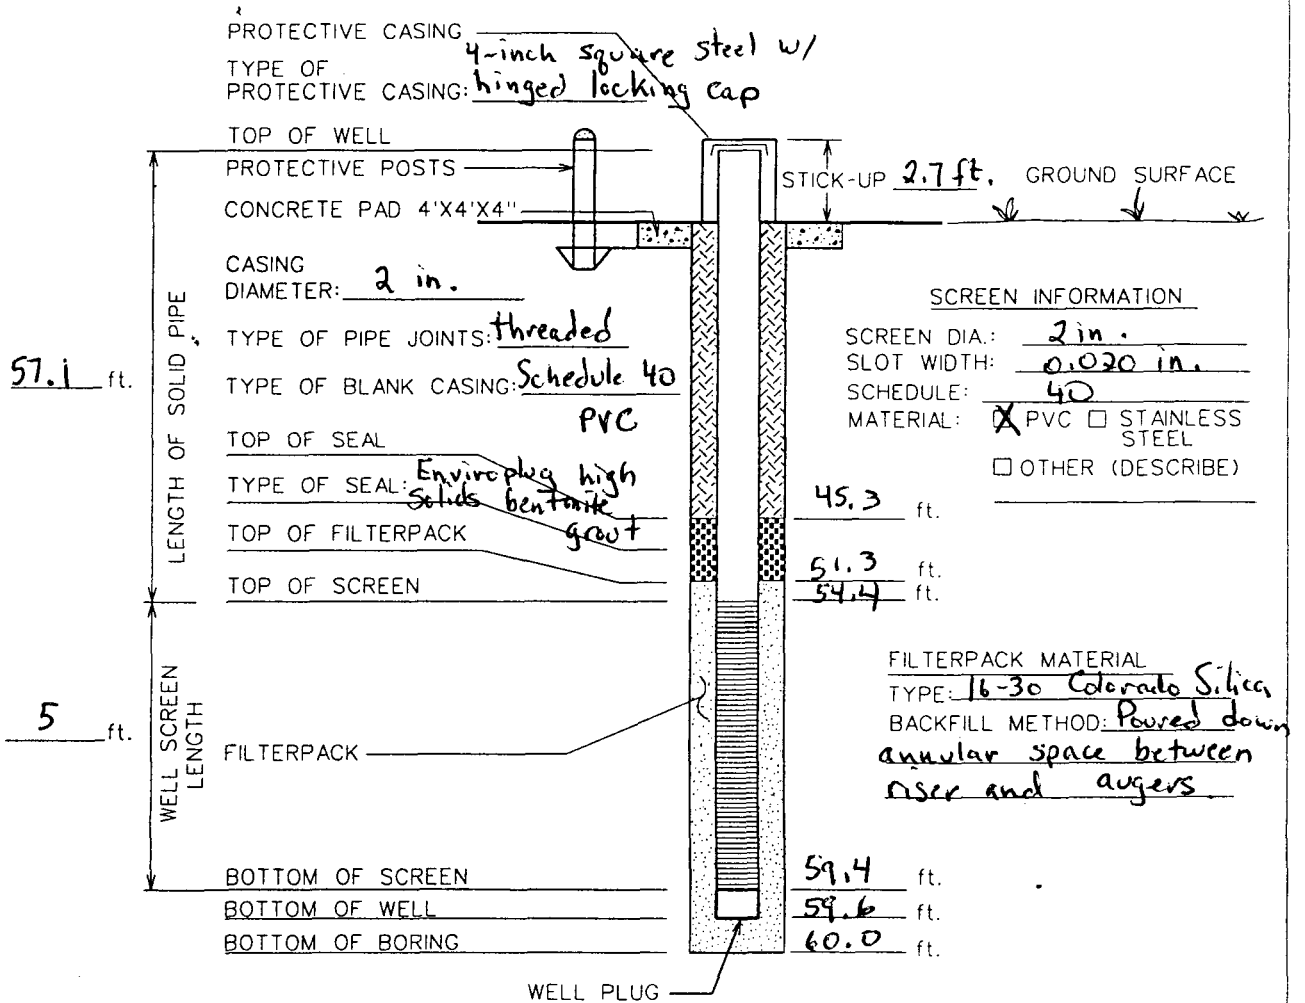 PROTECTIVE CASING
TYPE OF
PROTECTIVE CASING: 4-inch square steel w/
hinged locking cap
TOP OF WELL
PROTECTIVE POSTS
STICK-UP 2.7 ft.
GROUND SURFACE
CONCRETE PAD 4'X4'X4"
CASING
DIAMETER: 2 in.
TYPE OF PIPE JOINTS: threaded
TYPE OF BLANK CASING: Schedule 40
PVC
LENGTH OF SOLID PIPE
57.1 ft.
SCREEN INFORMATION
SCREEN DIA.: 2 in.
SLOT WIDTH: 0.020 in.
SCHEDULE: 40
MATERIAL: X PVC □ STAINLESS
STEEL
□ OTHER (DESCRIBE)
TOP OF SEAL
45.3 ft.
TYPE OF SEAL: Enviroplug high
solids bentonite
grout
TOP OF FILTERPACK
51.3 ft.
TOP OF SCREEN
54.4 ft.
WELL SCREEN
LENGTH
5 ft.
FILTERPACK
FILTERPACK MATERIAL
TYPE: 16-30 Colorado Silica
BACKFILL METHOD: Poured down
annular space between
riser and augers
BOTTOM OF SCREEN
59.4 ft.
BOTTOM OF WELL
59.6 ft.
BOTTOM OF BORING
60.0 ft.
WELL PLUG